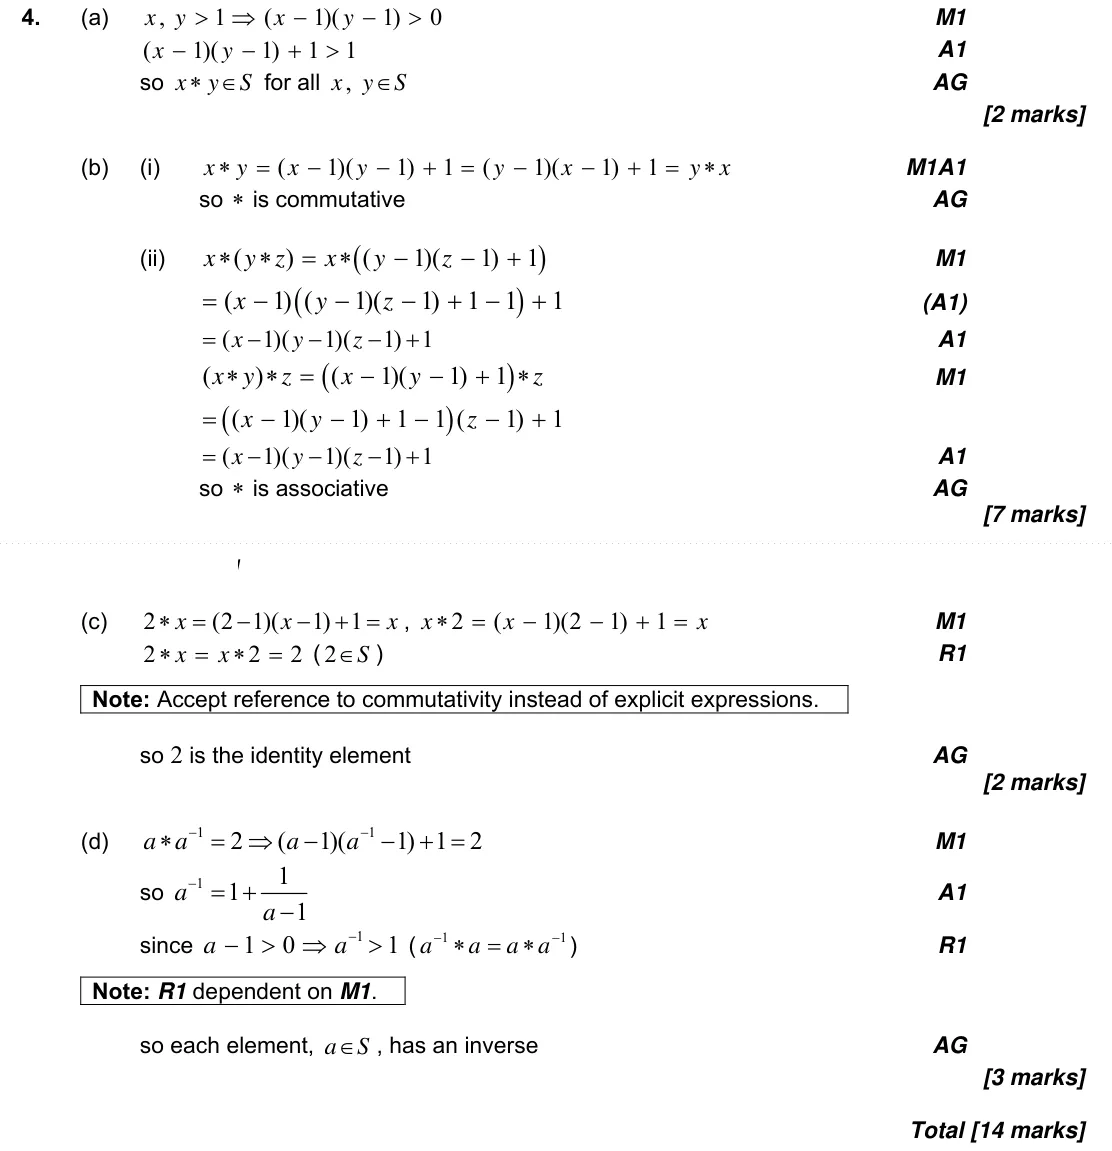 4. (a) x, y > 1 ⇒ (x − 1)(y − 1) > 0 M1
(x − 1)(y − 1) + 1 > 1 A1
so x ∗ y ∈ S for all x, y ∈ S AG
[2 marks]
(b) (i) x ∗ y = (x − 1)(y − 1) + 1 = (y − 1)(x − 1) + 1 = y ∗ x M1A1
so ∗ is commutative AG
(ii) x ∗ (y ∗ z) = x ∗ ((y − 1)(z − 1) + 1) M1
= (x − 1)((y − 1)(z − 1) + 1 − 1) + 1 (A1)
= (x − 1)(y − 1)(z − 1) + 1 A1
(x ∗ y) ∗ z = ((x − 1)(y − 1) + 1) ∗ z M1
= ((x − 1)(y − 1) + 1 − 1)(z − 1) + 1
= (x − 1)(y − 1)(z − 1) + 1 A1
so ∗ is associative AG
[7 marks]
(c) 2 ∗ x = (2 − 1)(x − 1) + 1 = x , x ∗ 2 = (x − 1)(2 − 1) + 1 = x M1
2 ∗ x = x ∗ 2 = 2 (2 ∈ S) R1
Note: Accept reference to commutativity instead of explicit expressions.
so 2 is the identity element AG
[2 marks]
(d) a ∗ a⁻¹ = 2 ⇒ (a − 1)(a⁻¹ − 1) + 1 = 2 M1
so a⁻¹ = 1 + 1/(a − 1) A1
since a − 1 > 0 ⇒ a⁻¹ > 1 (a⁻¹ ∗ a = a ∗ a⁻¹) R1
Note: R1 dependent on M1.
so each element, a ∈ S , has an inverse AG
[3 marks]
Total [14 marks]